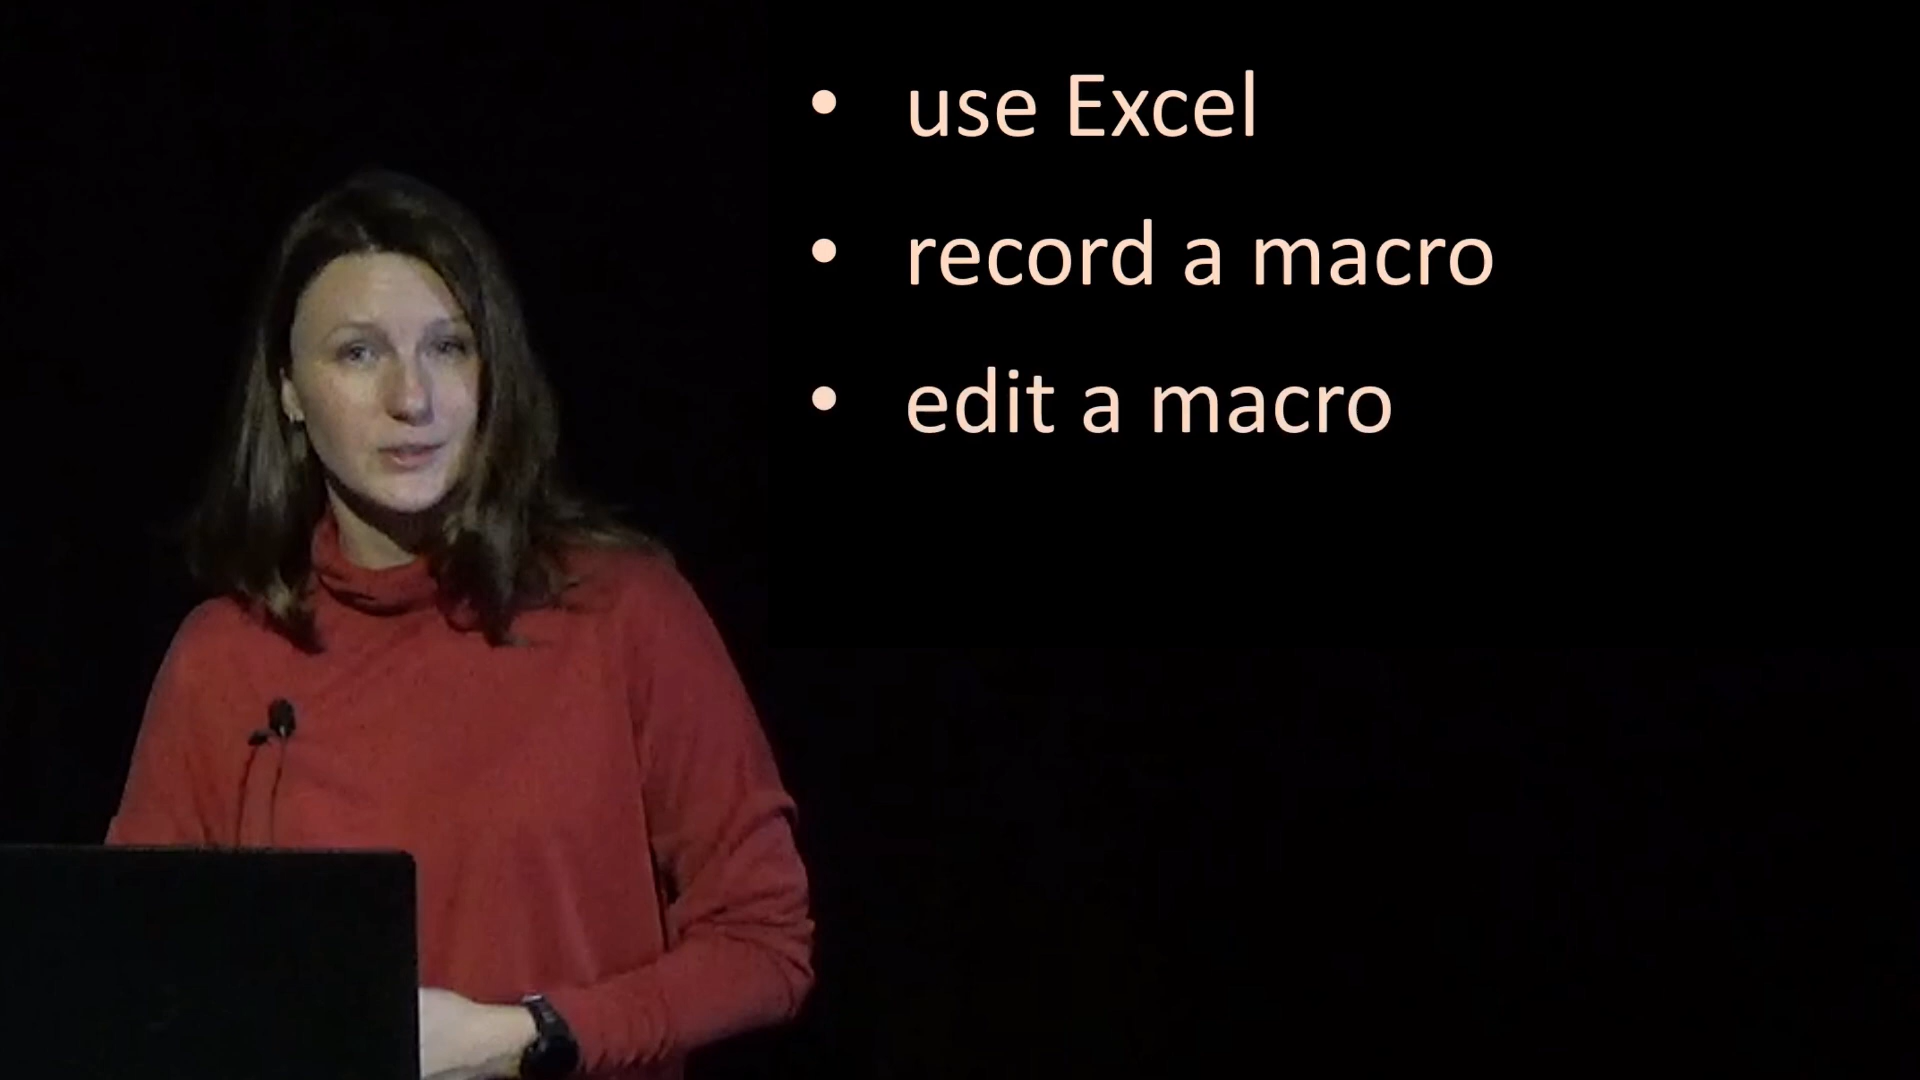 • use Excel
• record a macro
• edit a macro